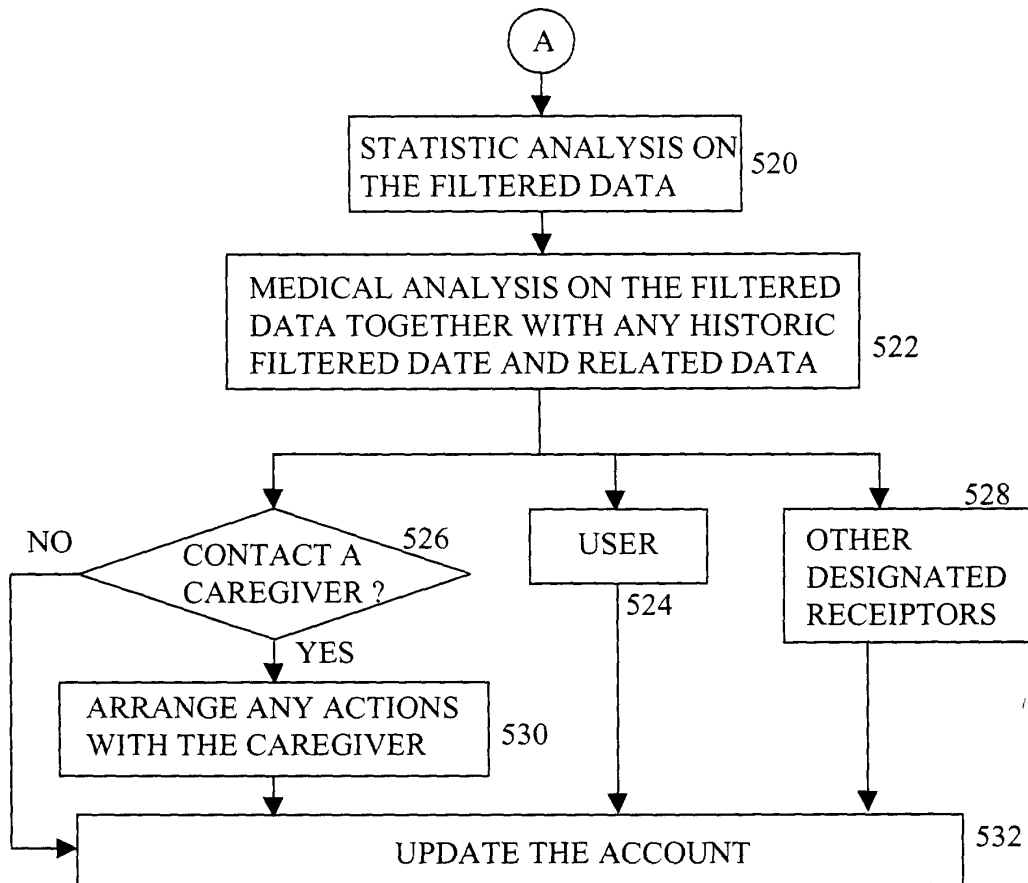 A
STATISTIC ANALYSIS ON
THE FILTERED DATA
520
MEDICAL ANALYSIS ON THE FILTERED
DATA TOGETHER WITH ANY HISTORIC
FILTERED DATE AND RELATED DATA
522
NO
CONTACT A
CAREGIVER ?
526
USER
524
528
OTHER
DESIGNATED
RECEIPTORS
YES
ARRANGE ANY ACTIONS
WITH THE CAREGIVER
530
UPDATE THE ACCOUNT
532